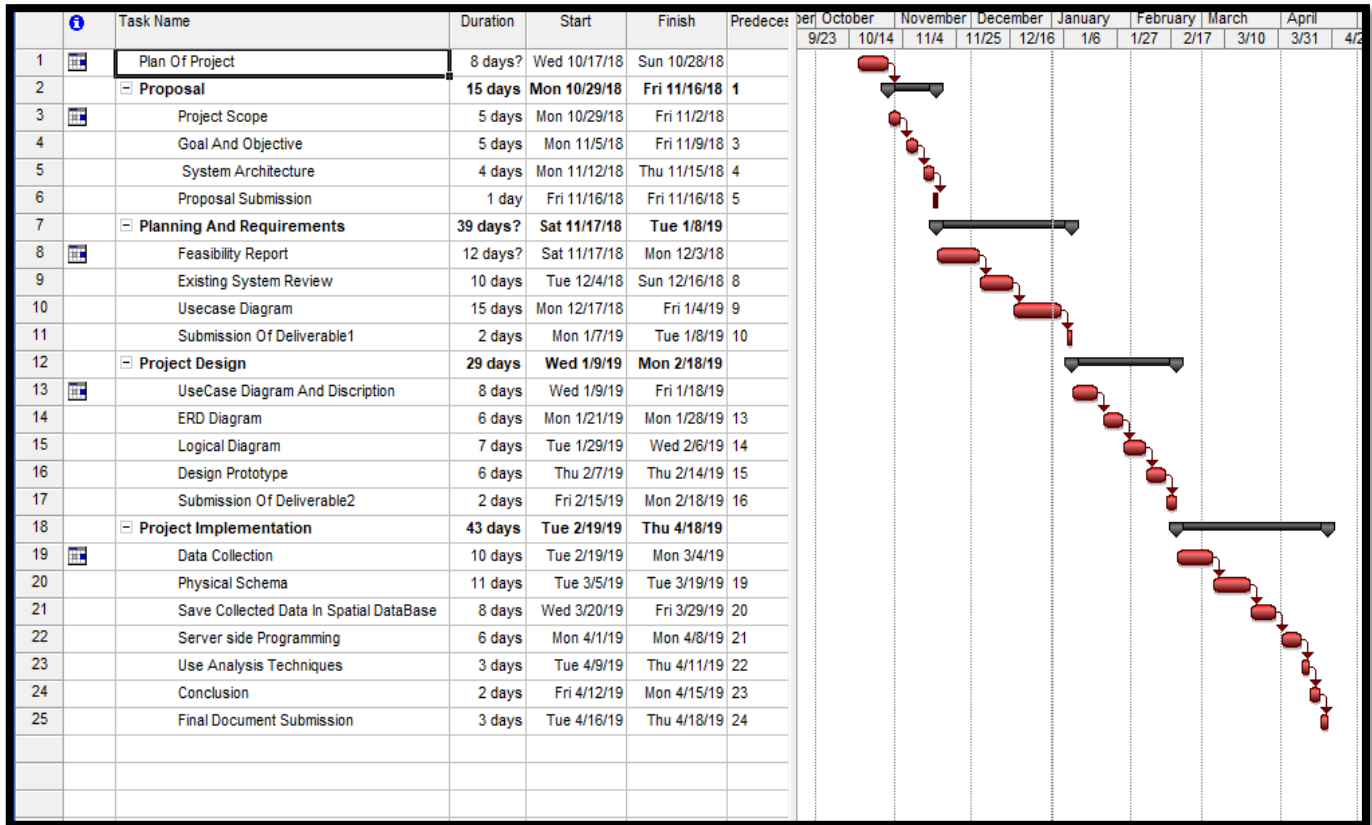 Task Name Duration Start Finish Predeces ber October November December January February March April
9/23 10/14 11/4 11/25 12/16 1/6 1/27 2/17 3/10 3/31 4/2
1 Plan Of Project 8 days? Wed 10/17/18 Sun 10/28/18
2 Proposal 15 days Mon 10/29/18 Fri 11/16/18 1
3 Project Scope 5 days Mon 10/29/18 Fri 11/2/18
4 Goal And Objective 5 days Mon 11/5/18 Fri 11/9/18 3
5 System Architecture 4 days Mon 11/12/18 Thu 11/15/18 4
6 Proposal Submission 1 day Fri 11/16/18 Fri 11/16/18 5
7 Planning And Requirements 39 days? Sat 11/17/18 Tue 1/8/19
8 Feasibility Report 12 days? Sat 11/17/18 Mon 12/3/18
9 Existing System Review 10 days Tue 12/4/18 Sun 12/16/18 8
10 Usecase Diagram 15 days Mon 12/17/18 Fri 1/4/19 9
11 Submission Of Deliverable1 2 days Mon 1/7/19 Tue 1/8/19 10
12 Project Design 29 days Wed 1/9/19 Mon 2/18/19
13 UseCase Diagram And Discription 8 days Wed 1/9/19 Fri 1/18/19
14 ERD Diagram 6 days Mon 1/21/19 Mon 1/28/19 13
15 Logical Diagram 7 days Tue 1/29/19 Wed 2/6/19 14
16 Design Prototype 6 days Thu 2/7/19 Thu 2/14/19 15
17 Submission Of Deliverable2 2 days Fri 2/15/19 Mon 2/18/19 16
18 Project Implementation 43 days Tue 2/19/19 Thu 4/18/19
19 Data Collection 10 days Tue 2/19/19 Mon 3/4/19
20 Physical Schema 11 days Tue 3/5/19 Tue 3/19/19 19
21 Save Collected Data In Spatial DataBase 8 days Wed 3/20/19 Fri 3/29/19 20
22 Server side Programming 6 days Mon 4/1/19 Mon 4/8/19 21
23 Use Analysis Techniques 3 days Tue 4/9/19 Thu 4/11/19 22
24 Conclusion 2 days Fri 4/12/19 Mon 4/15/19 23
25 Final Document Submission 3 days Tue 4/16/19 Thu 4/18/19 24